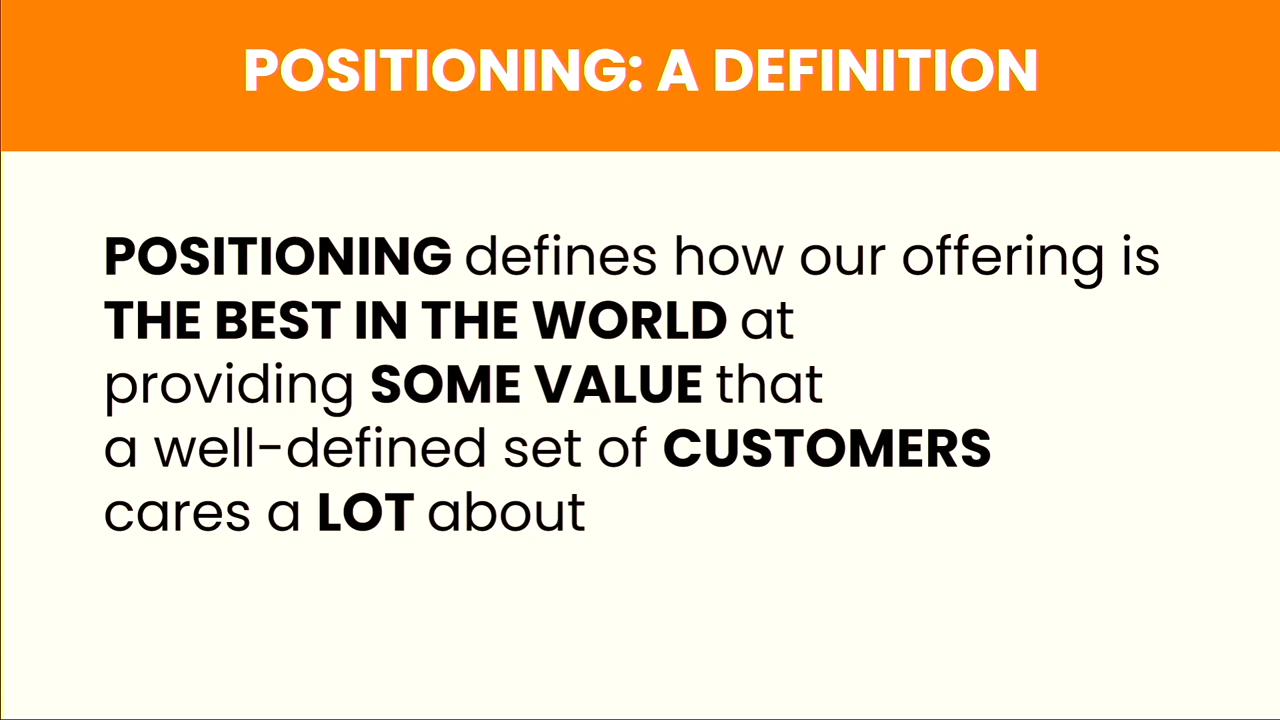 POSITIONING: A DEFINITION
POSITIONING defines how our offering is
THE BEST IN THE WORLD at
providing SOME VALUE that
a well-defined set of CUSTOMERS
cares a LOT about